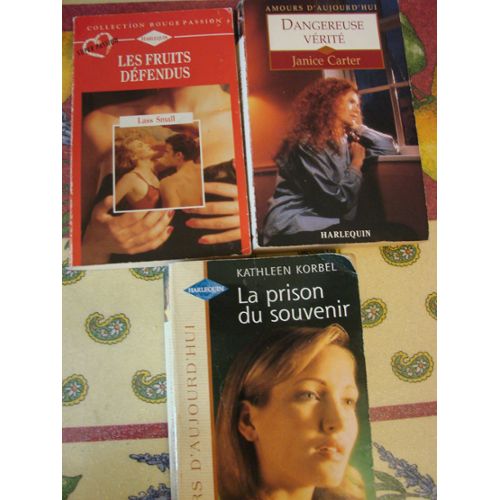 COLLECTION ROUGE PASSION
HARLEQUIN
LES FRUITS
DÉFENDUS
Lass Small
AMOURS D'AUJOURD'HUI
DANGEREUSE
VÉRITÉ
Janice Carter
HARLEQUIN
KATHLEEN KORBEL
HARLEQUIN
La prison
du souvenir
RS D'AUJOURD'HUI